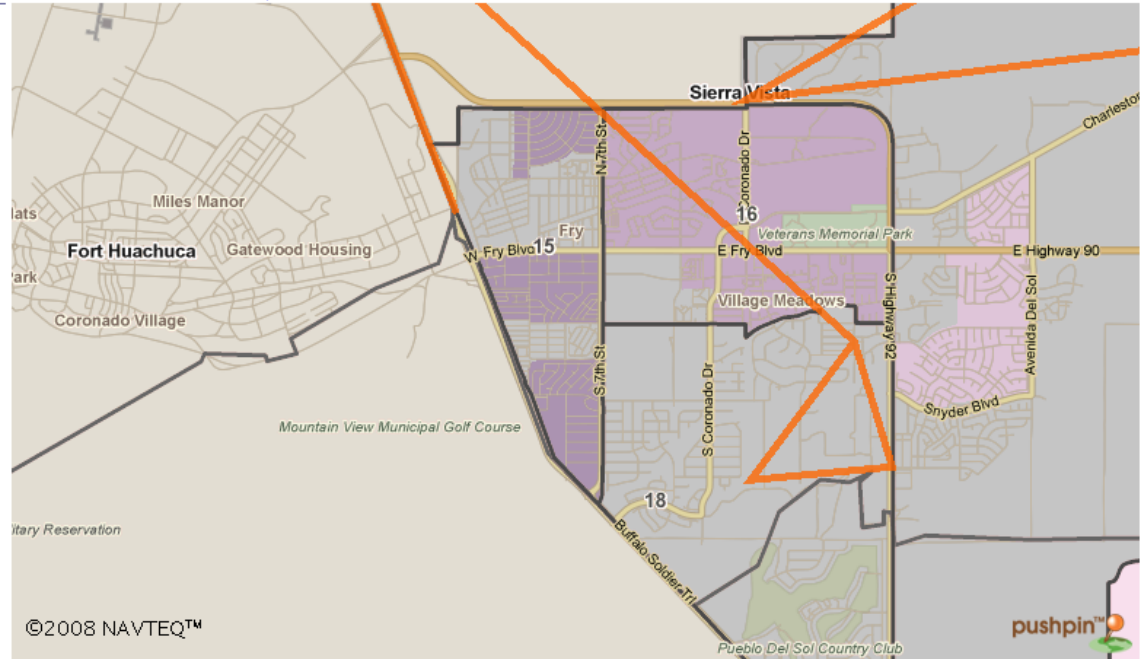 Sierra Vista
Charleston
N 7th St
Coronado Dr
Miles Manor
16
Fry
15
Veterans Memorial Park
Fort Huachuca
Gatewood Housing
W Fry Blvd
E Fry Blvd
E Highway 90
Park
Village Meadows
S Highway 92
Avenida Del Sol
Coronado Village
S 7th St
S Coronado Dr
Snyder Blvd
Mountain View Municipal Golf Course
18
itary Reservation
Buffalo Soldier Trl
©2008 NAVTEQ™
pushpin™
Pueblo Del Sol Country Club